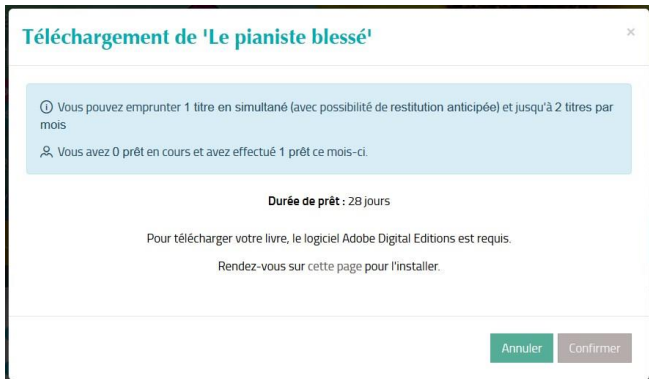 Téléchargement de 'Le pianiste blessé'
×
Vous pouvez emprunter 1 titre en simultané (avec possibilité de restitution anticipée) et jusqu'à 2 titres par
mois
Vous avez 0 prêt en cours et avez effectué 1 prêt ce mois-ci.
Durée de prêt : 28 jours
Pour télécharger votre livre, le logiciel Adobe Digital Editions est requis.
Rendez-vous sur cette page pour l'installer.
Annuler Confirmer